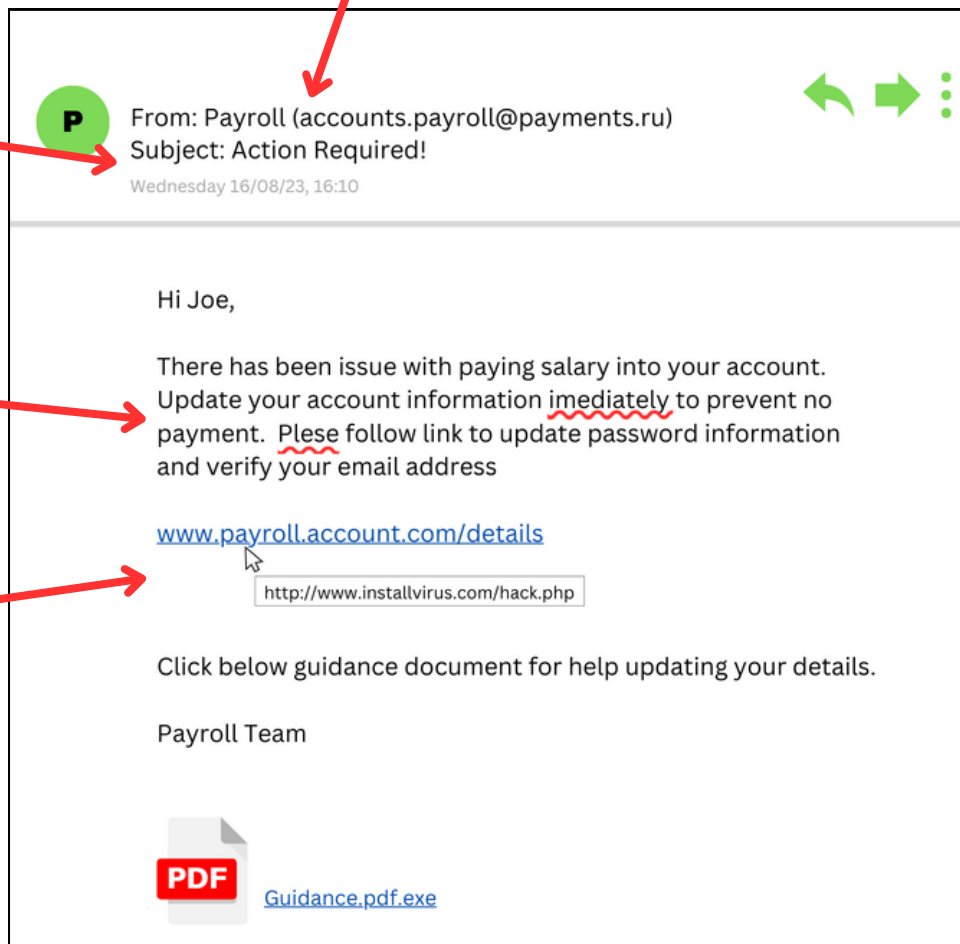 P
From: Payroll (accounts.payroll@payments.ru)
Subject: Action Required!
Wednesday 16/08/23, 16:10
Hi Joe,
There has been issue with paying salary into your account.
Update your account information imediately to prevent no
payment. Plese follow link to update password information
and verify your email address
www.payroll.account.com/details
http://www.installvirus.com/hack.php
Click below guidance document for help updating your details.
Payroll Team
PDF
Guidance.pdf.exe